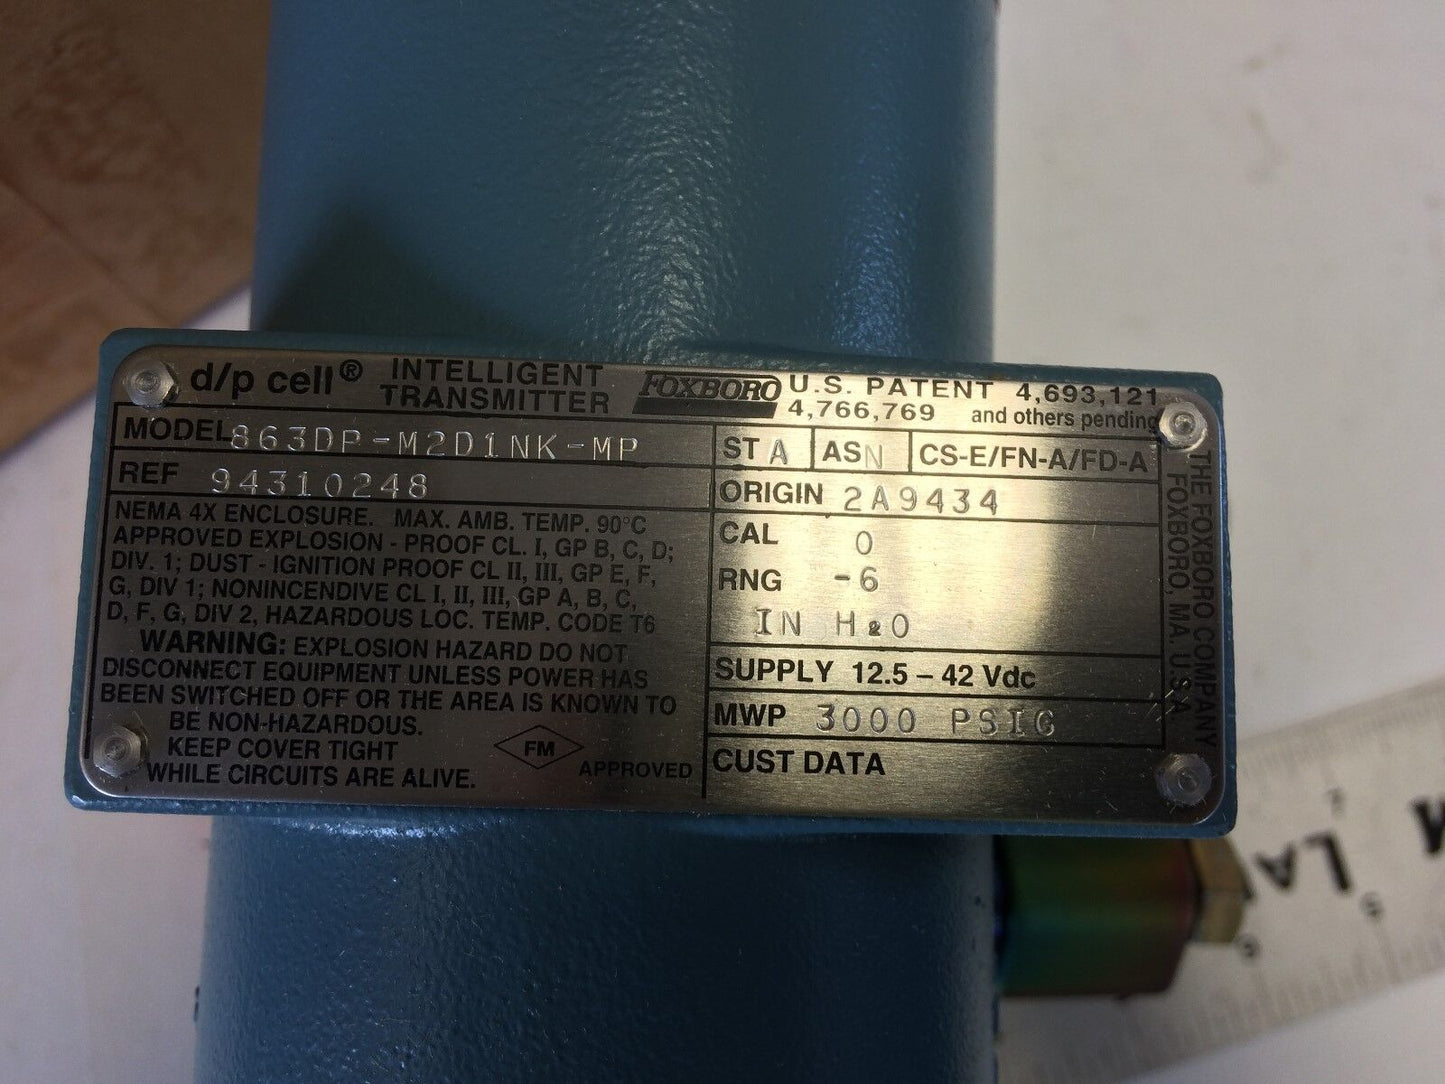 d/p cell® INTELLIGENT TRANSMITTER
FOXBORO
U.S. PATENT 4,693,121
4,766,769 and others pending
MODEL 863DP-M2D1NK-MP
ST A AS N CS-E/FN-A/FD-A
REF 94310248
ORIGIN 2A9434
NEMA 4X ENCLOSURE. MAX. AMB. TEMP. 90°C
APPROVED EXPLOSION - PROOF CL. I, GP B, C, D;
DIV. 1; DUST - IGNITION PROOF CL II, III, GP E, F,
G, DIV 1; NONINCENDIVE CL I, II, III, GP A, B, C,
D, F, G, DIV 2, HAZARDOUS LOC. TEMP. CODE T6
WARNING: EXPLOSION HAZARD DO NOT
DISCONNECT EQUIPMENT UNLESS POWER HAS
BEEN SWITCHED OFF OR THE AREA IS KNOWN TO
BE NON-HAZARDOUS.
KEEP COVER TIGHT
WHILE CIRCUITS ARE ALIVE.
FM
APPROVED
CAL 0
RNG -6
IN H2O
SUPPLY 12.5 – 42 Vdc
MWP 3000 PSIG
CUST DATA
THE FOXBORO COMPANY
FOXBORO, MA U.S.A.